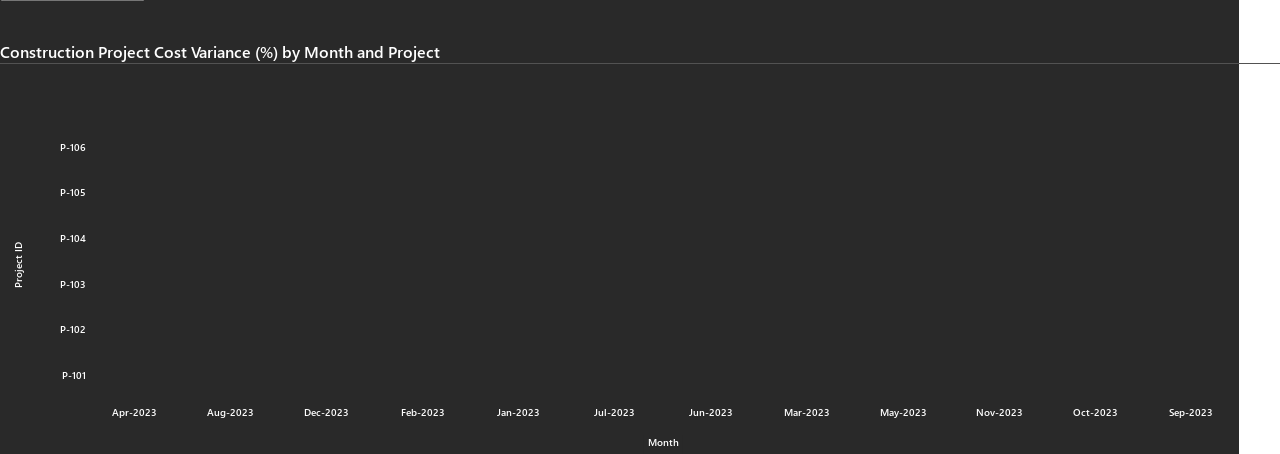 Construction Project Cost Variance (%) by Month and Project
P-106
P-105
P-104
Project ID
P-103
P-102
P-101
Apr-2023 Aug-2023 Dec-2023 Feb-2023 Jan-2023 Jul-2023 Jun-2023 Mar-2023 May-2023 Nov-2023 Oct-2023 Sep-2023
Month